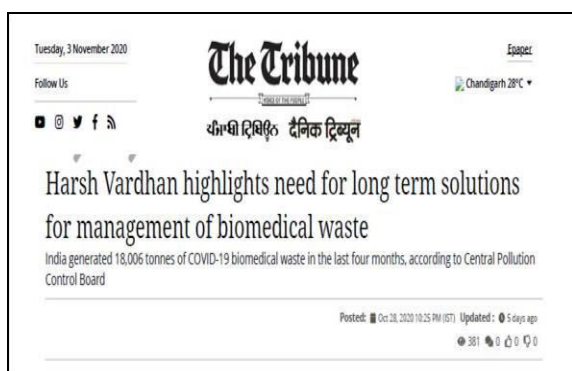 Tuesday, 3 November 2020
The Tribune
Epaper
Follow Us
VOICE OF THE PEOPLE
Chandigarh 28°C
ਪੰਜਾਬੀ ਟ੍ਰਿਬਿਊਨ दैनिक ट्रिब्यून
Harsh Vardhan highlights need for long term solutions
for management of biomedical waste
India generated 18,006 tonnes of COVID-19 biomedical waste in the last four months, according to Central Pollution
Control Board
Posted: Oct 28, 2020 10:25 PM (IST) Updated : 5 days ago
381 0 0 0